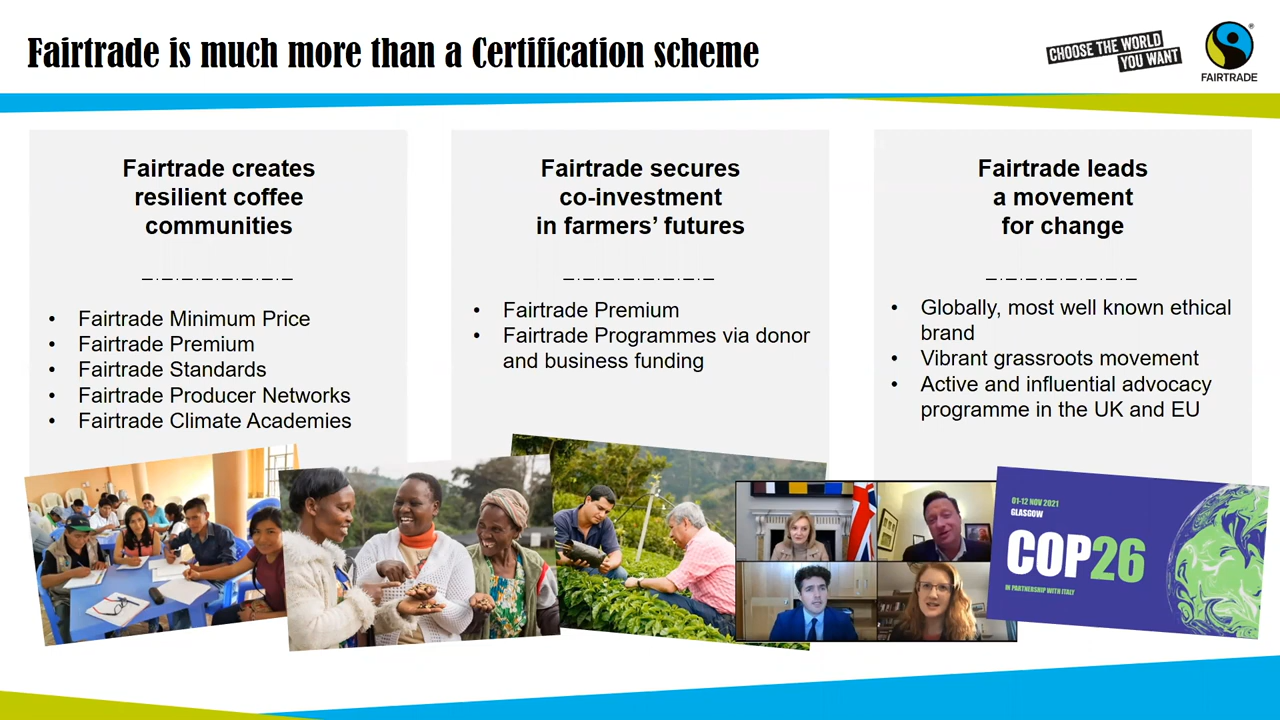 Fairtrade is much more than a Certification scheme
CHOOSE THE WORLD
YOU WANT
FAIRTRADE
Fairtrade creates
resilient coffee
communities
• Fairtrade Minimum Price
• Fairtrade Premium
• Fairtrade Standards
• Fairtrade Producer Networks
• Fairtrade Climate Academies
Fairtrade secures
co-investment
in farmers’ futures
• Fairtrade Premium
• Fairtrade Programmes via donor
and business funding
Fairtrade leads
a movement
for change
• Globally, most well known ethical
brand
• Vibrant grassroots movement
• Active and influential advocacy
programme in the UK and EU
01-12 NOV 2021
GLASGOW
COP26
IN PARTNERSHIP WITH ITALY